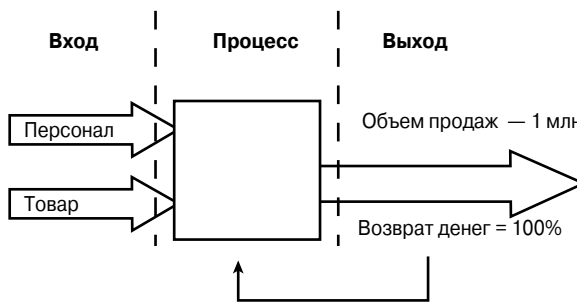 Вход Процесс Выход
Персонал
Объем продаж — 1 млн
Товар
Возврат денег = 100%